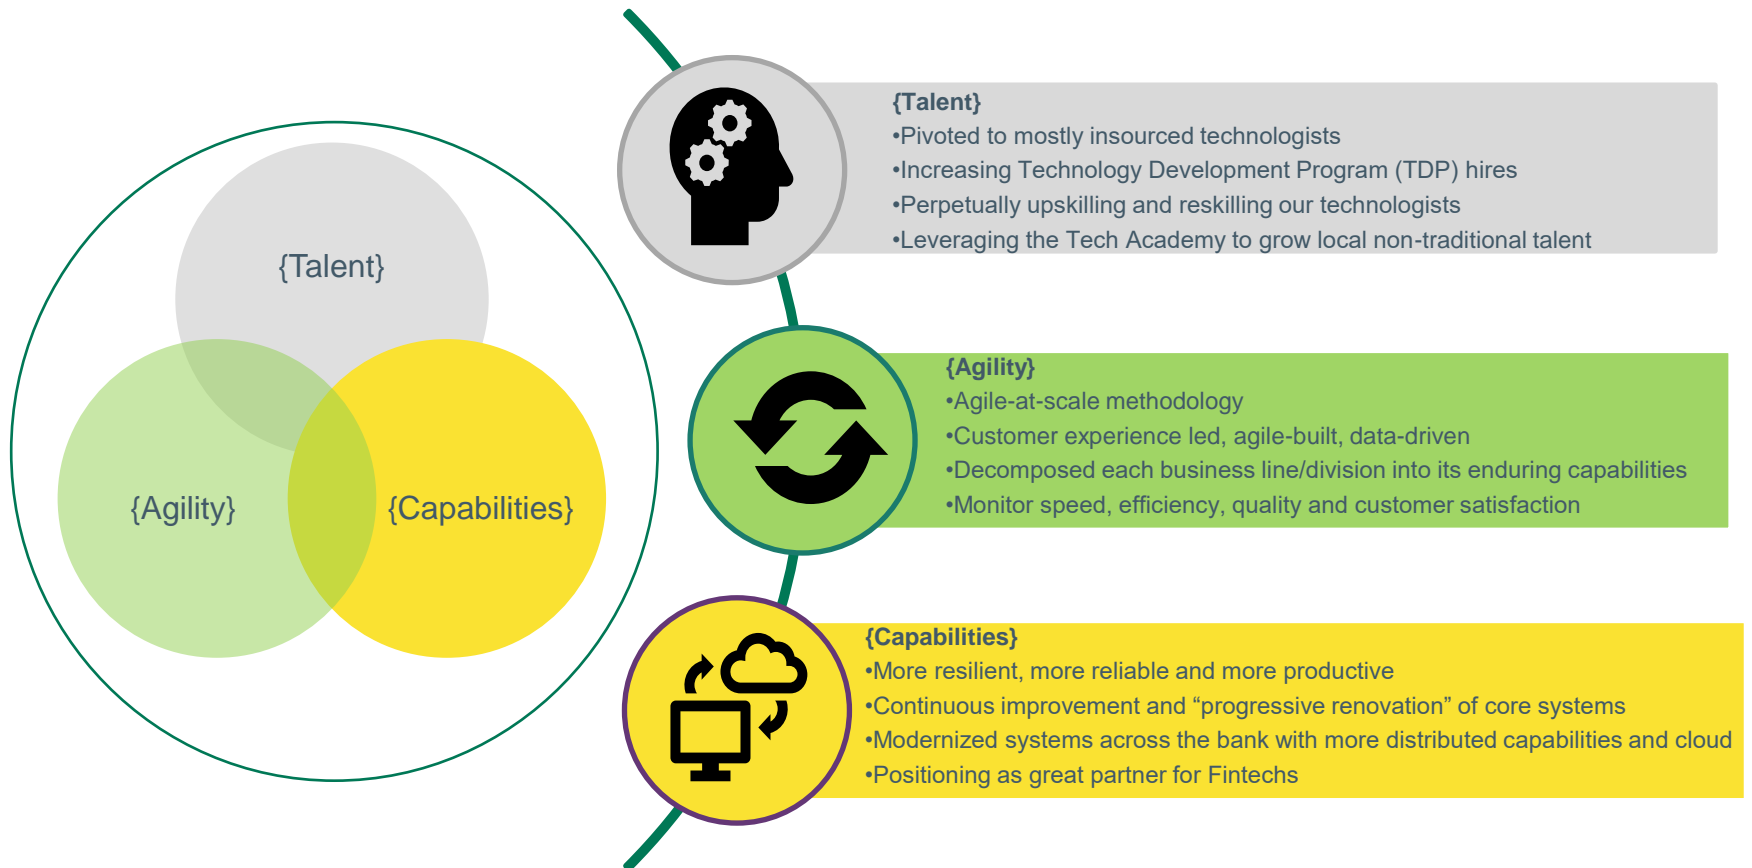 {Talent}
{Agility}
{Capabilities}
{Talent}
•Pivoted to mostly insourced technologists
•Increasing Technology Development Program (TDP) hires
•Perpetually upskilling and reskilling our technologists
•Leveraging the Tech Academy to grow local non-traditional talent
{Agility}
•Agile-at-scale methodology
•Customer experience led, agile-built, data-driven
•Decomposed each business line/division into its enduring capabilities
•Monitor speed, efficiency, quality and customer satisfaction
{Capabilities}
•More resilient, more reliable and more productive
•Continuous improvement and “progressive renovation” of core systems
•Modernized systems across the bank with more distributed capabilities and cloud
•Positioning as great partner for Fintechs